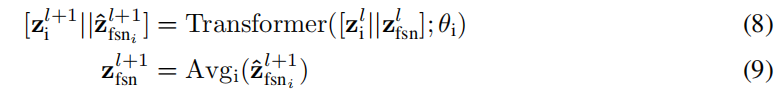 [z_i^{l+1}||ẑ_{fsn_i}^{l+1}] = Transformer([z_i^l||z_{fsn}^l]; θ_i) (8)
z_{fsn}^{l+1} = Avg_i(ẑ_{fsn_i}^{l+1}) (9)